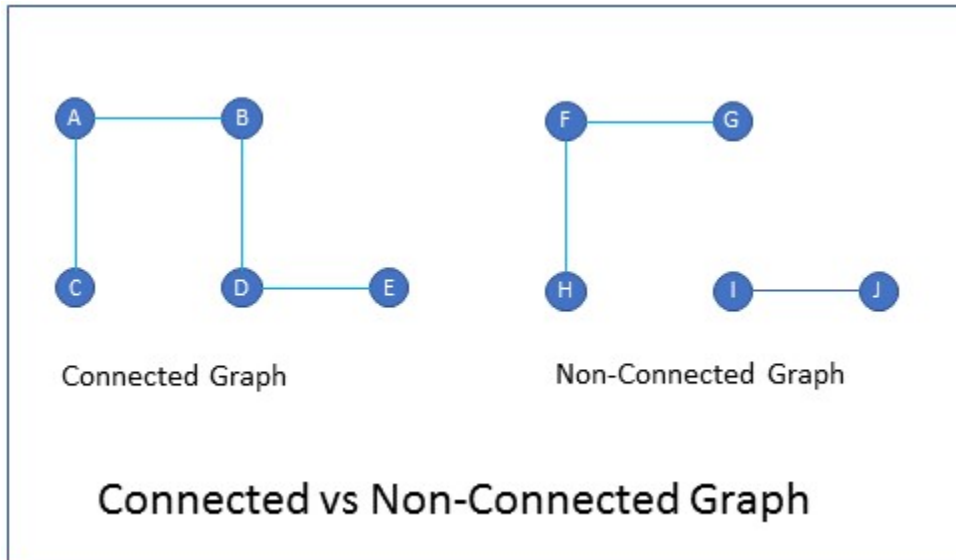 A B
F G
C D E
H I J
Connected Graph
Non-Connected Graph
Connected vs Non-Connected Graph